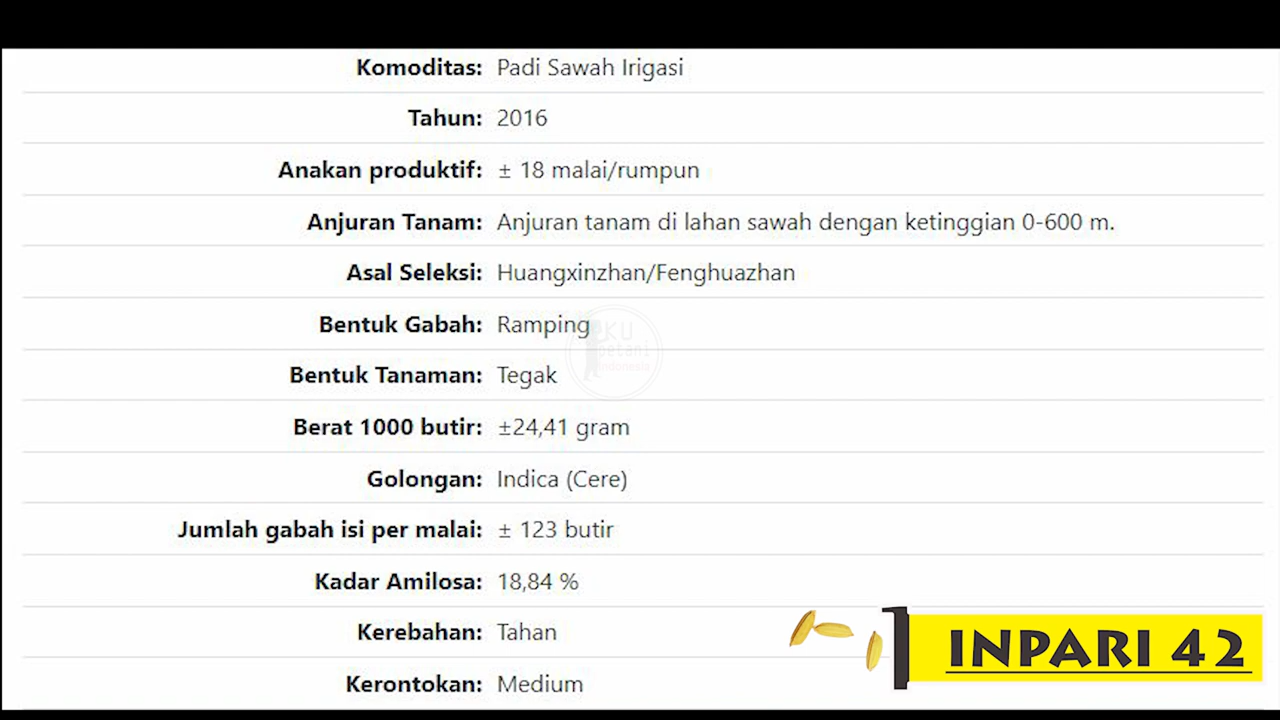 Komoditas: Padi Sawah Irigasi
Tahun: 2016
Anakan produktif: ± 18 malai/rumpun
Anjuran Tanam: Anjuran tanam di lahan sawah dengan ketinggian 0-600 m.
Asal Seleksi: Huangxinzhan/Fenghuazhan
Bentuk Gabah: Ramping
KU
petani
indonesia
Bentuk Tanaman: Tegak
Berat 1000 butir: ±24,41 gram
Golongan: Indica (Cere)
Jumlah gabah isi per malai: ± 123 butir
Kadar Amilosa: 18,84 %
Kerebahan: Tahan
Kerontokan: Medium
INPARI 42